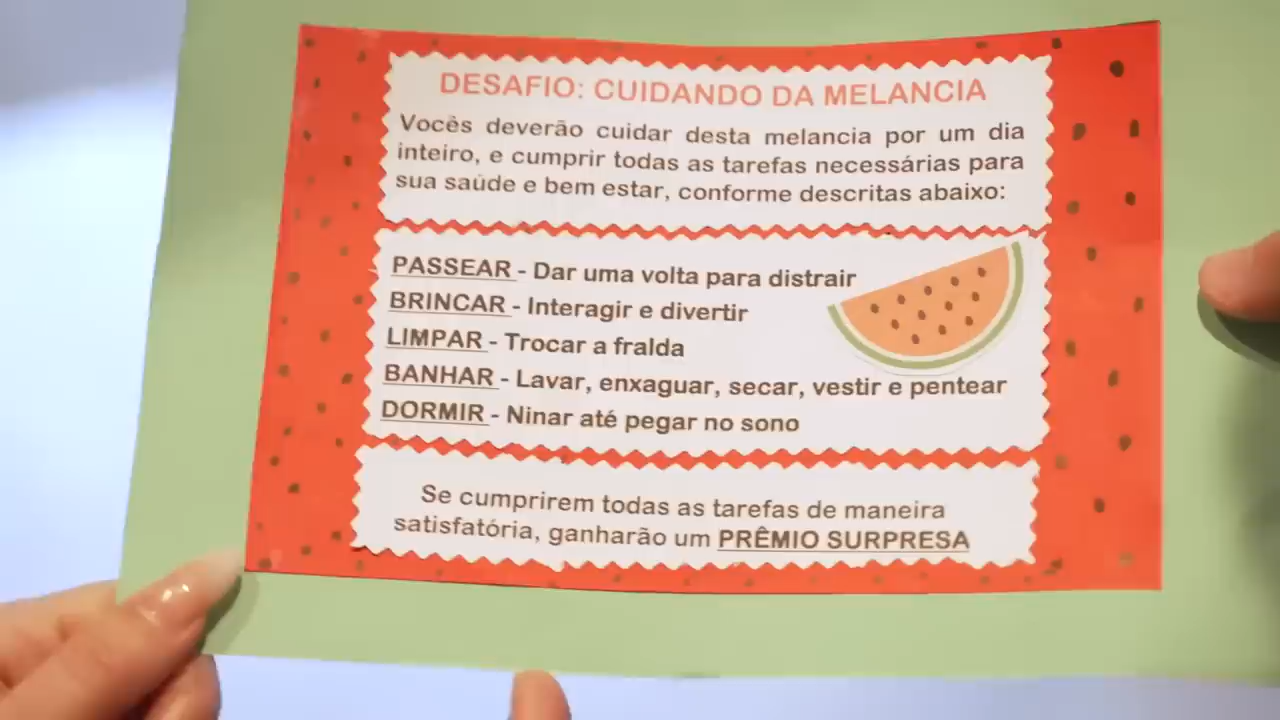 DESAFIO: CUIDANDO DA MELANCIA
Vocês deverão cuidar desta melancia por um dia
inteiro, e cumprir todas as tarefas necessárias para
sua saúde e bem estar, conforme descritas abaixo:
PASSEAR - Dar uma volta para distrair
BRINCAR - Interagir e divertir
LIMPAR - Trocar a fralda
BANHAR - Lavar, enxaguar, secar, vestir e pentear
DORMIR - Ninar até pegar no sono
Se cumprirem todas as tarefas de maneira
satisfatória, ganharão um PRÊMIO SURPRESA